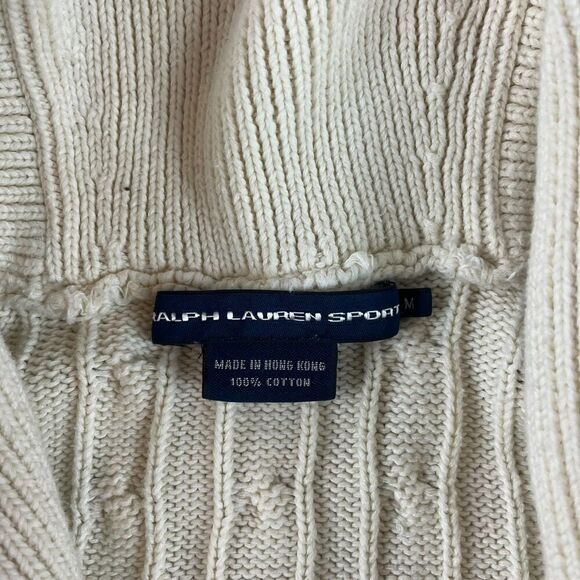 RALPH LAUREN SPORT
M
MADE IN HONG KONG
100% COTTON